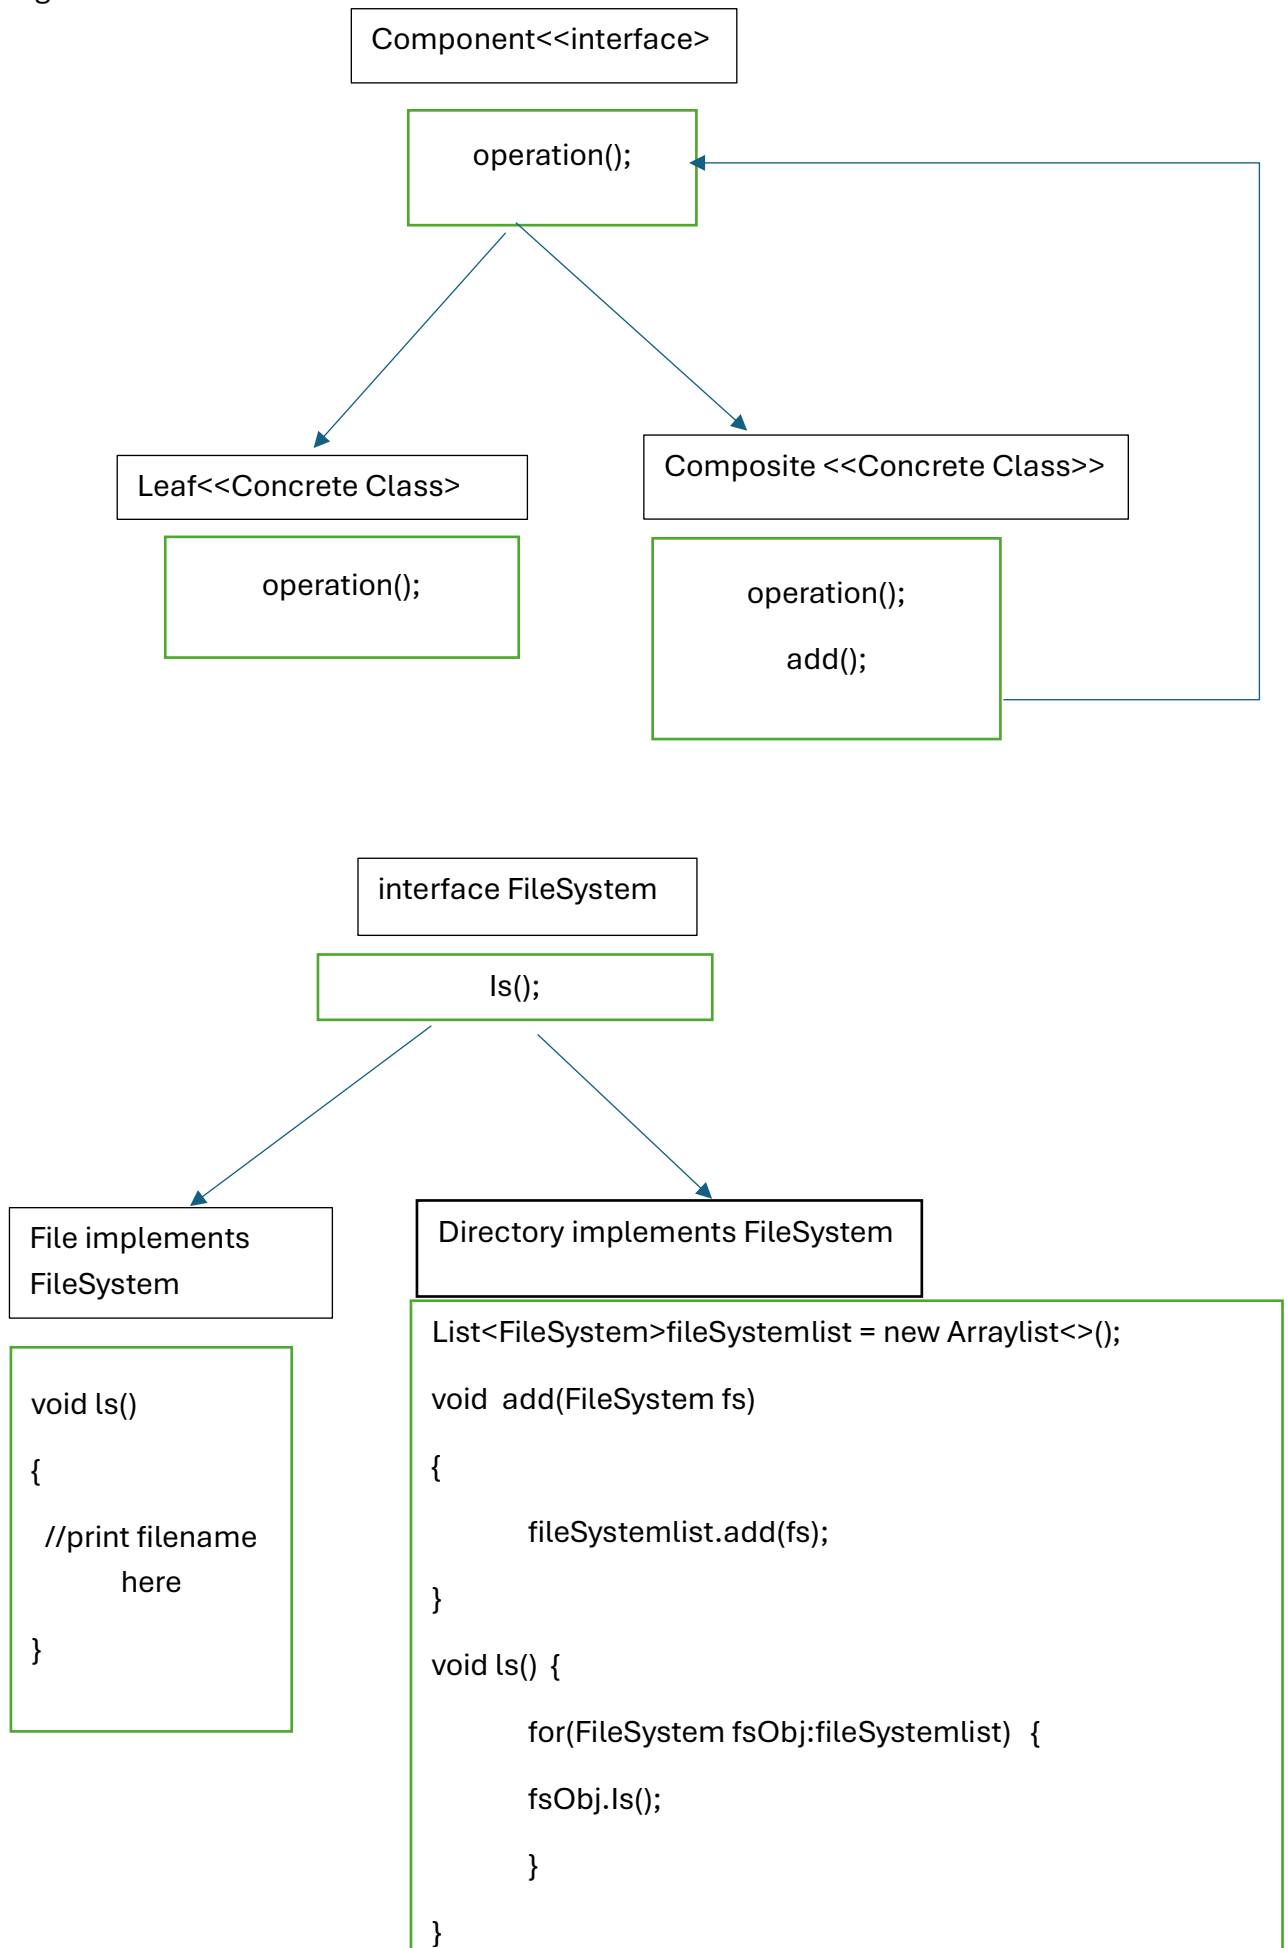 Component<<interface>
operation();
Leaf<<Concrete Class>
Composite <<Concrete Class>>
operation();
operation();
add();
interface FileSystem
Is();
File implements
FileSystem
Directory implements FileSystem
void ls()
{
//print filename
here
}
List<FileSystem>fileSystemlist = new Arraylist<>();
void  add(FileSystem fs)
{
fileSystemlist.add(fs);
}
void ls()  {
for(FileSystem fsObj:fileSystemlist)   {
fsObj.Is();
}
}